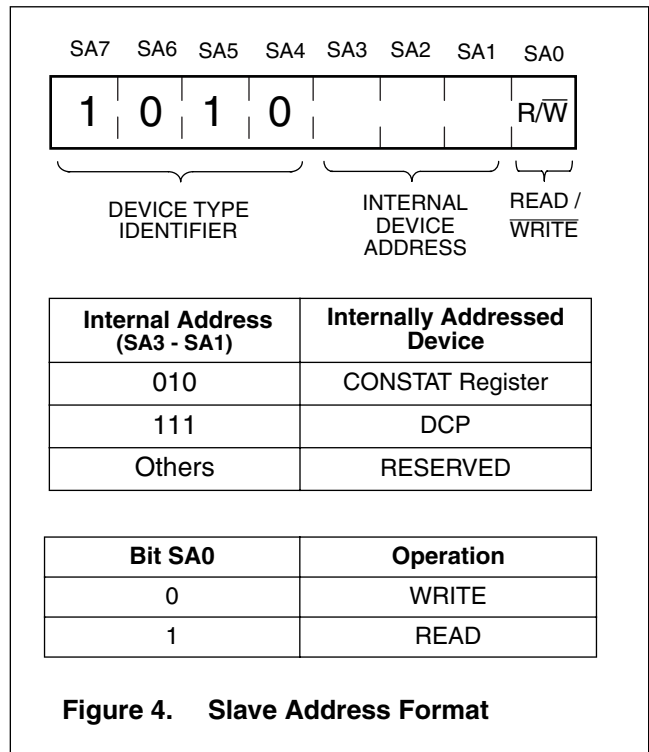 SA7 SA6 SA5 SA4 SA3 SA2 SA1 SA0
1 0 1 0 R/W̅
DEVICE TYPE
IDENTIFIER
INTERNAL
DEVICE
ADDRESS
READ /
W̅R̅I̅T̅E̅
Internal Address
(SA3 - SA1)
Internally Addressed
Device
010 CONSTAT Register
111 DCP
Others RESERVED
Bit SA0 Operation
0 WRITE
1 READ
Figure 4. Slave Address Format